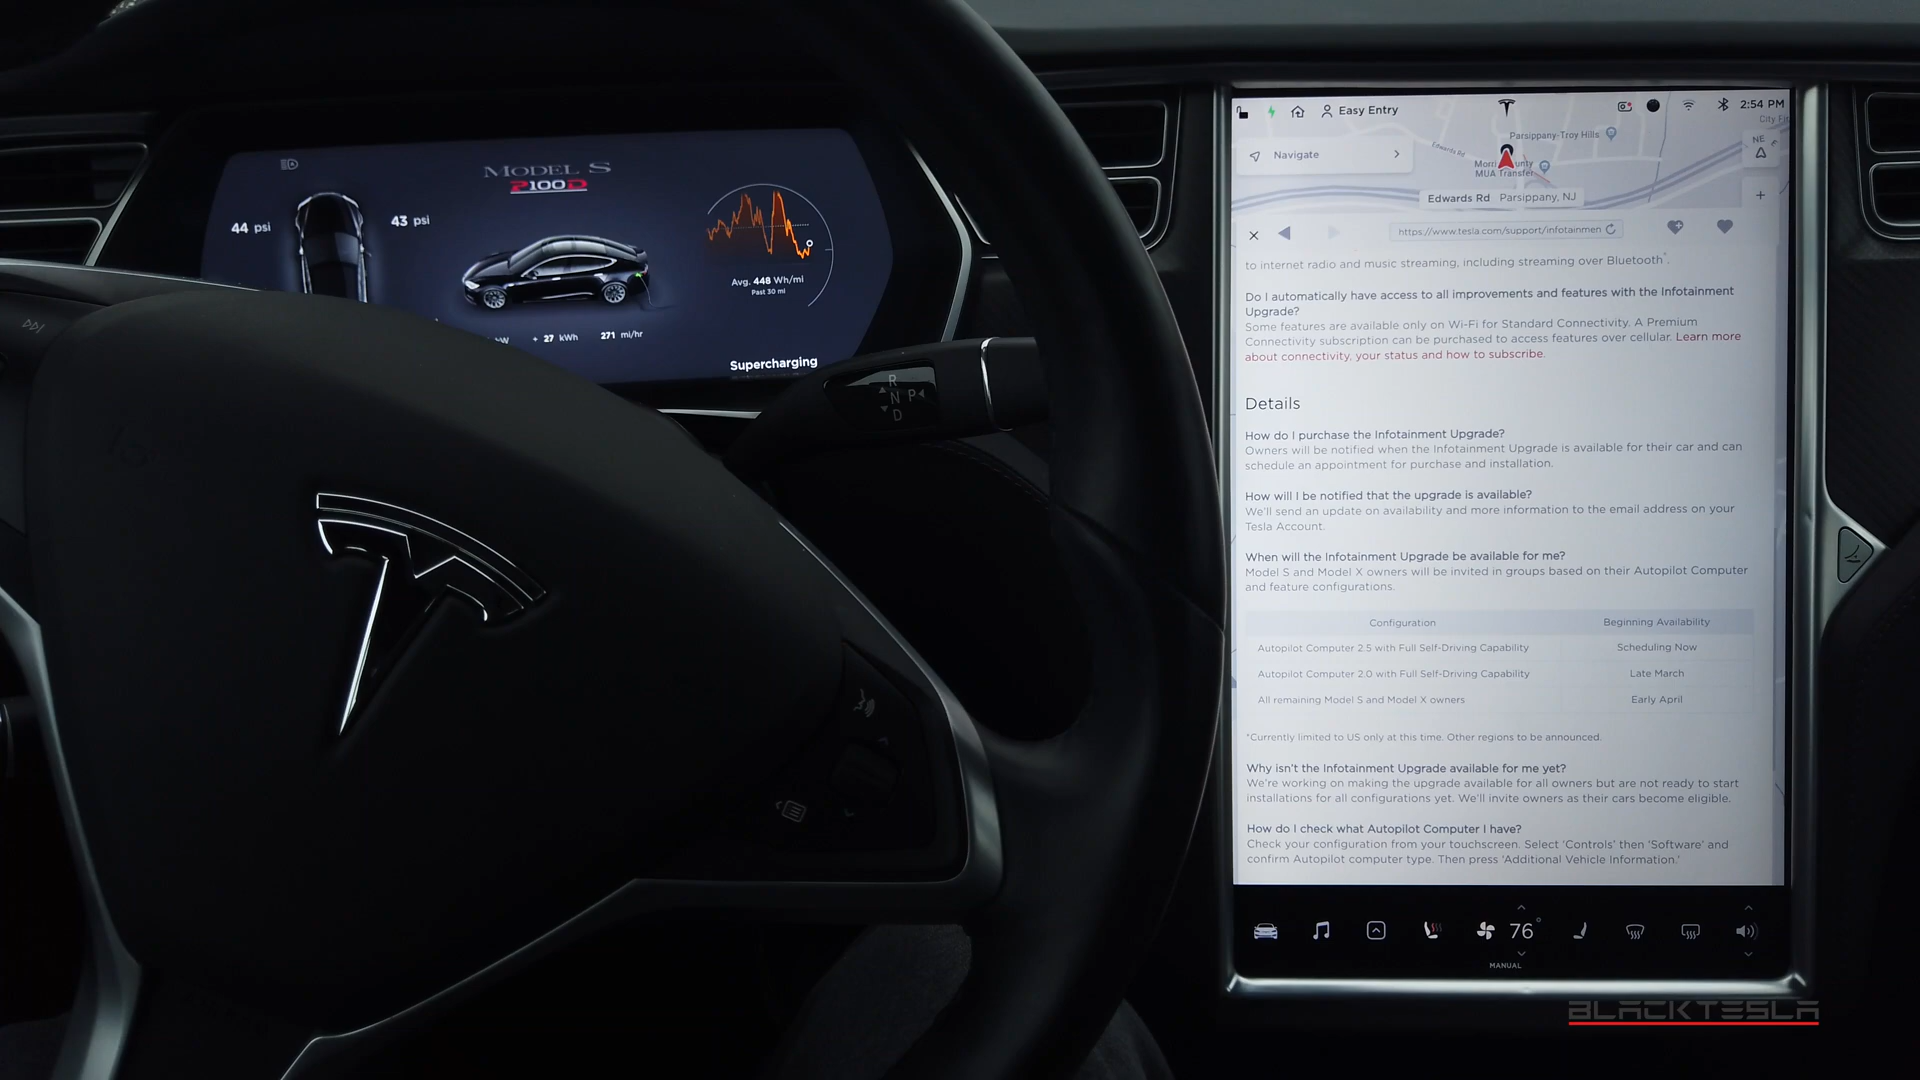 MODEL S
P100D
44 psi
43 psi
Avg. 448 Wh/mi
Past 30 mi
+ 27 kWh
271 mi/hr
Supercharging
R
N P
D
Easy Entry
2:54 PM
Parsippany-Troy Hills
Edwards Rd
NE
Navigate
MUA Transfer
Edwards Rd Parsippany, NJ
https://www.tesla.com/support/infotainmen
to internet radio and music streaming, including streaming over Bluetooth*.
Do I automatically have access to all improvements and features with the Infotainment
Upgrade?
Some features are available only on Wi-Fi for Standard Connectivity. A Premium
Connectivity subscription can be purchased to access features over cellular. Learn more
about connectivity, your status and how to subscribe.
Details
How do I purchase the Infotainment Upgrade?
Owners will be notified when the Infotainment Upgrade is available for their car and can
schedule an appointment for purchase and installation.
How will I be notified that the upgrade is available?
We'll send an update on availability and more information to the email address on your
Tesla Account.
When will the Infotainment Upgrade be available for me?
Model S and Model X owners will be invited in groups based on their Autopilot Computer
and feature configurations.
Configuration Beginning Availability
Autopilot Computer 2.5 with Full Self-Driving Capability Scheduling Now
Autopilot Computer 2.0 with Full Self-Driving Capability Late March
All remaining Model S and Model X owners Early April
*Currently limited to US only at this time. Other regions to be announced.
Why isn't the Infotainment Upgrade available for me yet?
We're working on making the upgrade available for all owners but are not ready to start
installations for all configurations yet. We'll invite owners as their cars become eligible.
How do I check what Autopilot Computer I have?
Check your configuration from your touchscreen. Select 'Controls' then 'Software' and
confirm Autopilot computer type. Then press 'Additional Vehicle Information.'
76°
MANUAL
BLACKTESLA